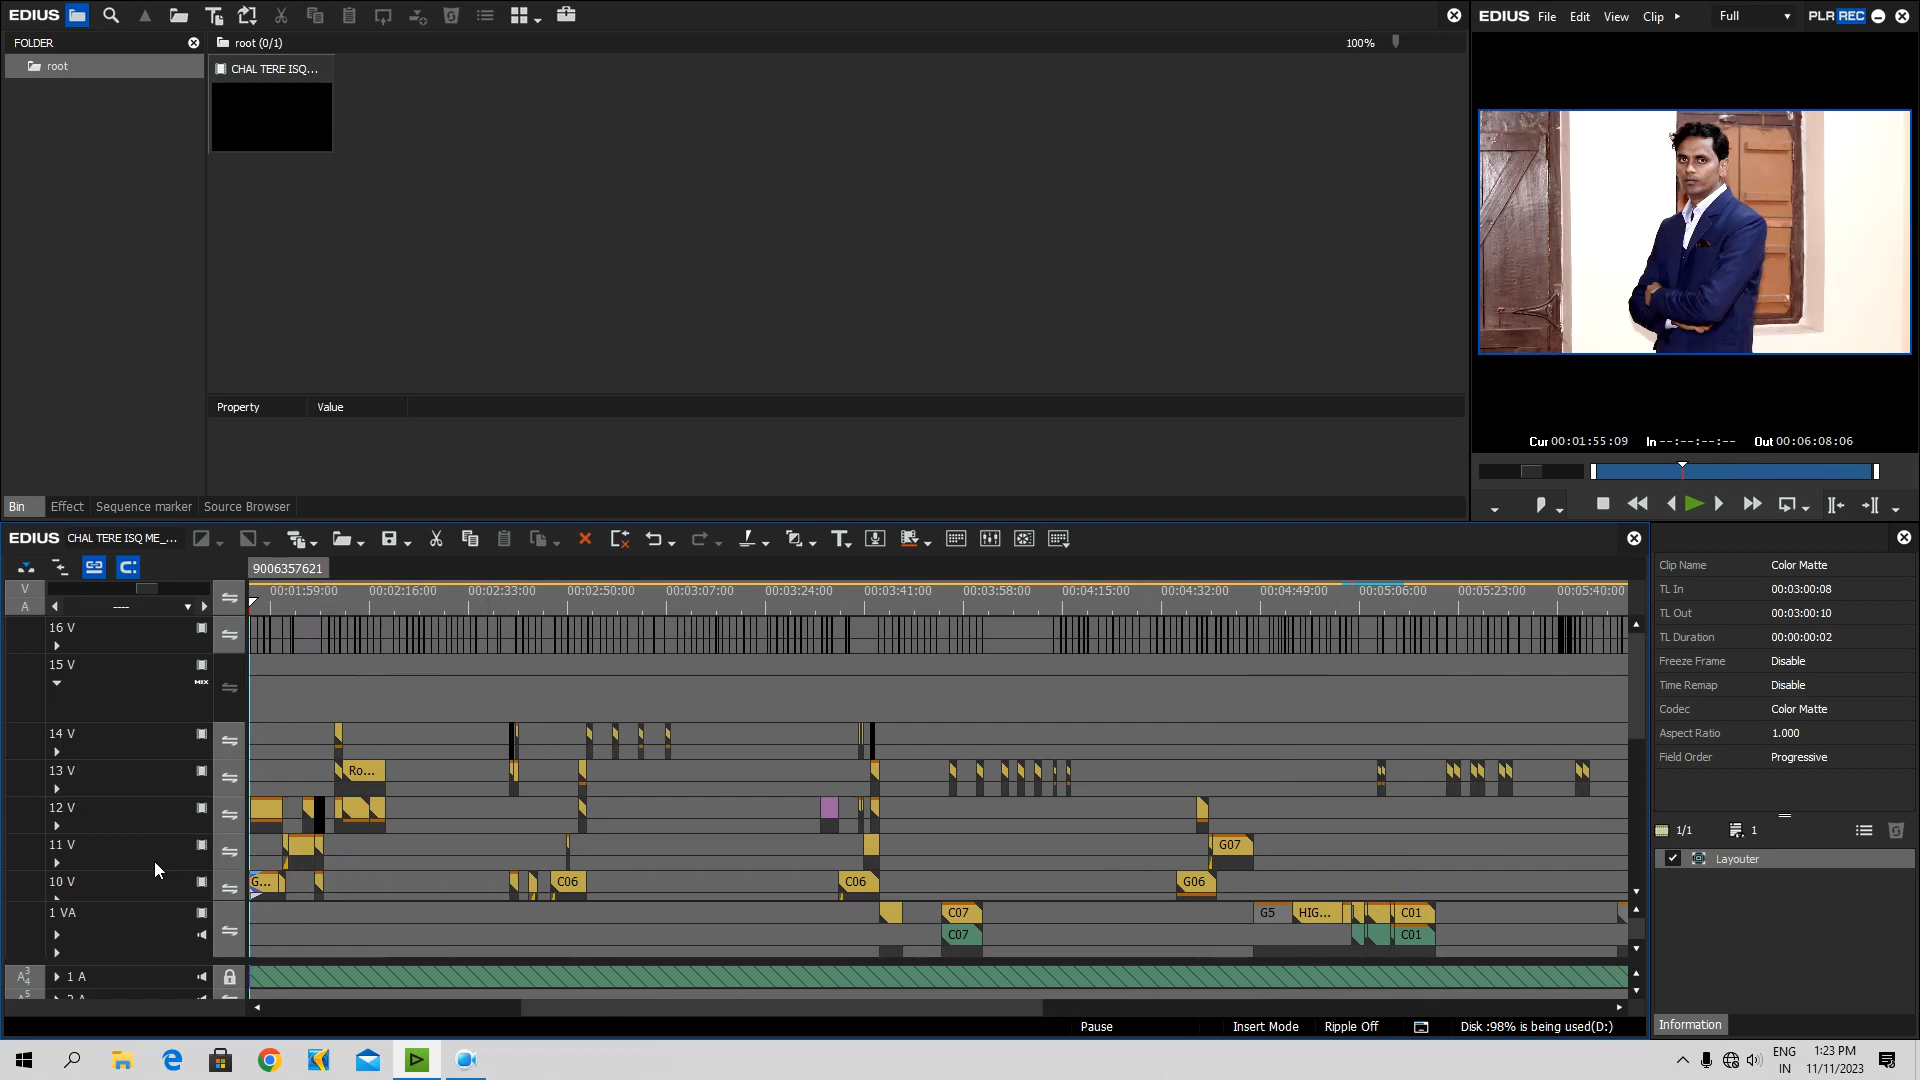 EDIUS
EDIUS File Edit View Clip Full PLR REC
FOLDER
root (0/1)
100%
root
CHAL TERE ISQ...
Property Value
Cur 00:01:55:09 In --:--:--:-- Out 00:06:08:06
Bin Effect Sequence marker Source Browser
EDIUS CHAL TERE ISQ ME_...
9006357621
V
A ----
00:01:59:00 00:02:16:00 00:02:33:00 00:02:50:00 00:03:07:00 00:03:24:00 00:03:41:00 00:03:58:00 00:04:15:00 00:04:32:00 00:04:49:00 00:05:06:00 00:05:23:00 00:05:40:00
16 V
15 V
MIX
14 V
13 V Ro...
12 V
11 V G07
10 V G... C06 C06 G06
1 VA C07 G5 HIG... C01
C07 C01
A 3 4 1 A
Clip Name Color Matte
TL In 00:03:00:08
TL Out 00:03:00:10
TL Duration 00:00:00:02
Freeze Frame Disable
Time Remap Disable
Codec Color Matte
Aspect Ratio 1.000
Field Order Progressive
1/1 1
Layouter
Information
Pause Insert Mode Ripple Off Disk :98% is being used(D:)
ENG
IN
1:23 PM
11/11/2023